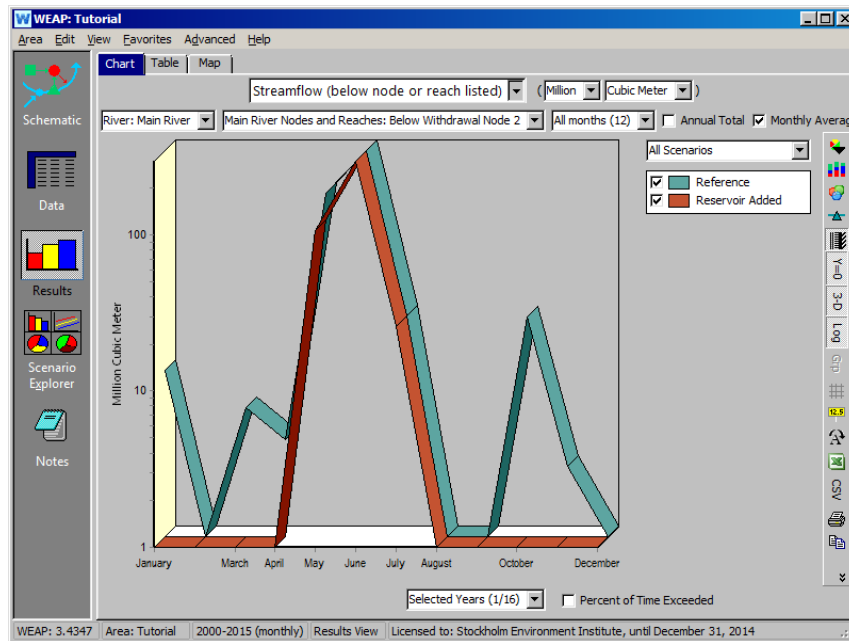 WEAP: Tutorial
Area Edit View Favorites Advanced Help
Chart Table Map
Streamflow (below node or reach listed) ( Million Cubic Meter )
River: Main River Main River Nodes and Reaches: Below Withdrawal Node 2 All months (12) Annual Total Monthly Averag
Schematic
Data
Results
Scenario
Explorer
Notes
All Scenarios
Reference
Reservoir Added
Million Cubic Meter
100
10
1
January March April May June July August October December
Selected Years (1/16) Percent of Time Exceeded
Y=0
3-D
Log
Grp
12.5
CSV
WEAP: 3.4347 Area: Tutorial 2000-2015 (monthly) Results View Licensed to: Stockholm Environment Institute, until December 31, 2014